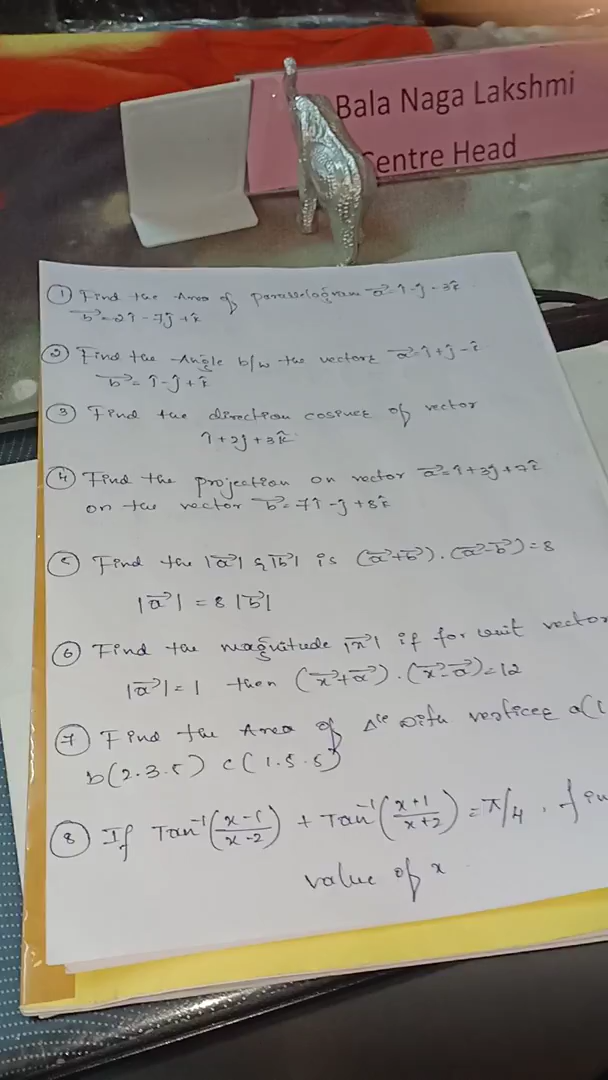 Bala Naga Lakshmi
Centre Head
① Find the Area of parallelogram a⃗=î-ĵ-3k̂
b⃗=2î-7ĵ+k̂
② Find the Angle b/w the vectors a⃗=î+ĵ-k̂
b⃗=î-ĵ+k̂
③ Find the direction cosines of vector
î+2ĵ+3k̂
④ Find the projection on vector a⃗=î+3ĵ+7k̂
on the vector b⃗=7î-ĵ+8k̂
⑤ Find the |a⃗| & |b⃗| is (a⃗+b⃗).(a⃗-b⃗)=8
|a⃗|=8|b⃗|
⑥ Find the magnitude |x⃗| if for unit vector
|a⃗|=1 then (x⃗+a⃗).(x⃗-a⃗)=12
⑦ Find the Area of Δle with vertices a(1
b(2.3.5) c(1.5.5)
⑧ If Tan⁻¹(x-1/x-2) + Tan⁻¹(x+1/x+2)=π/4,
value of x